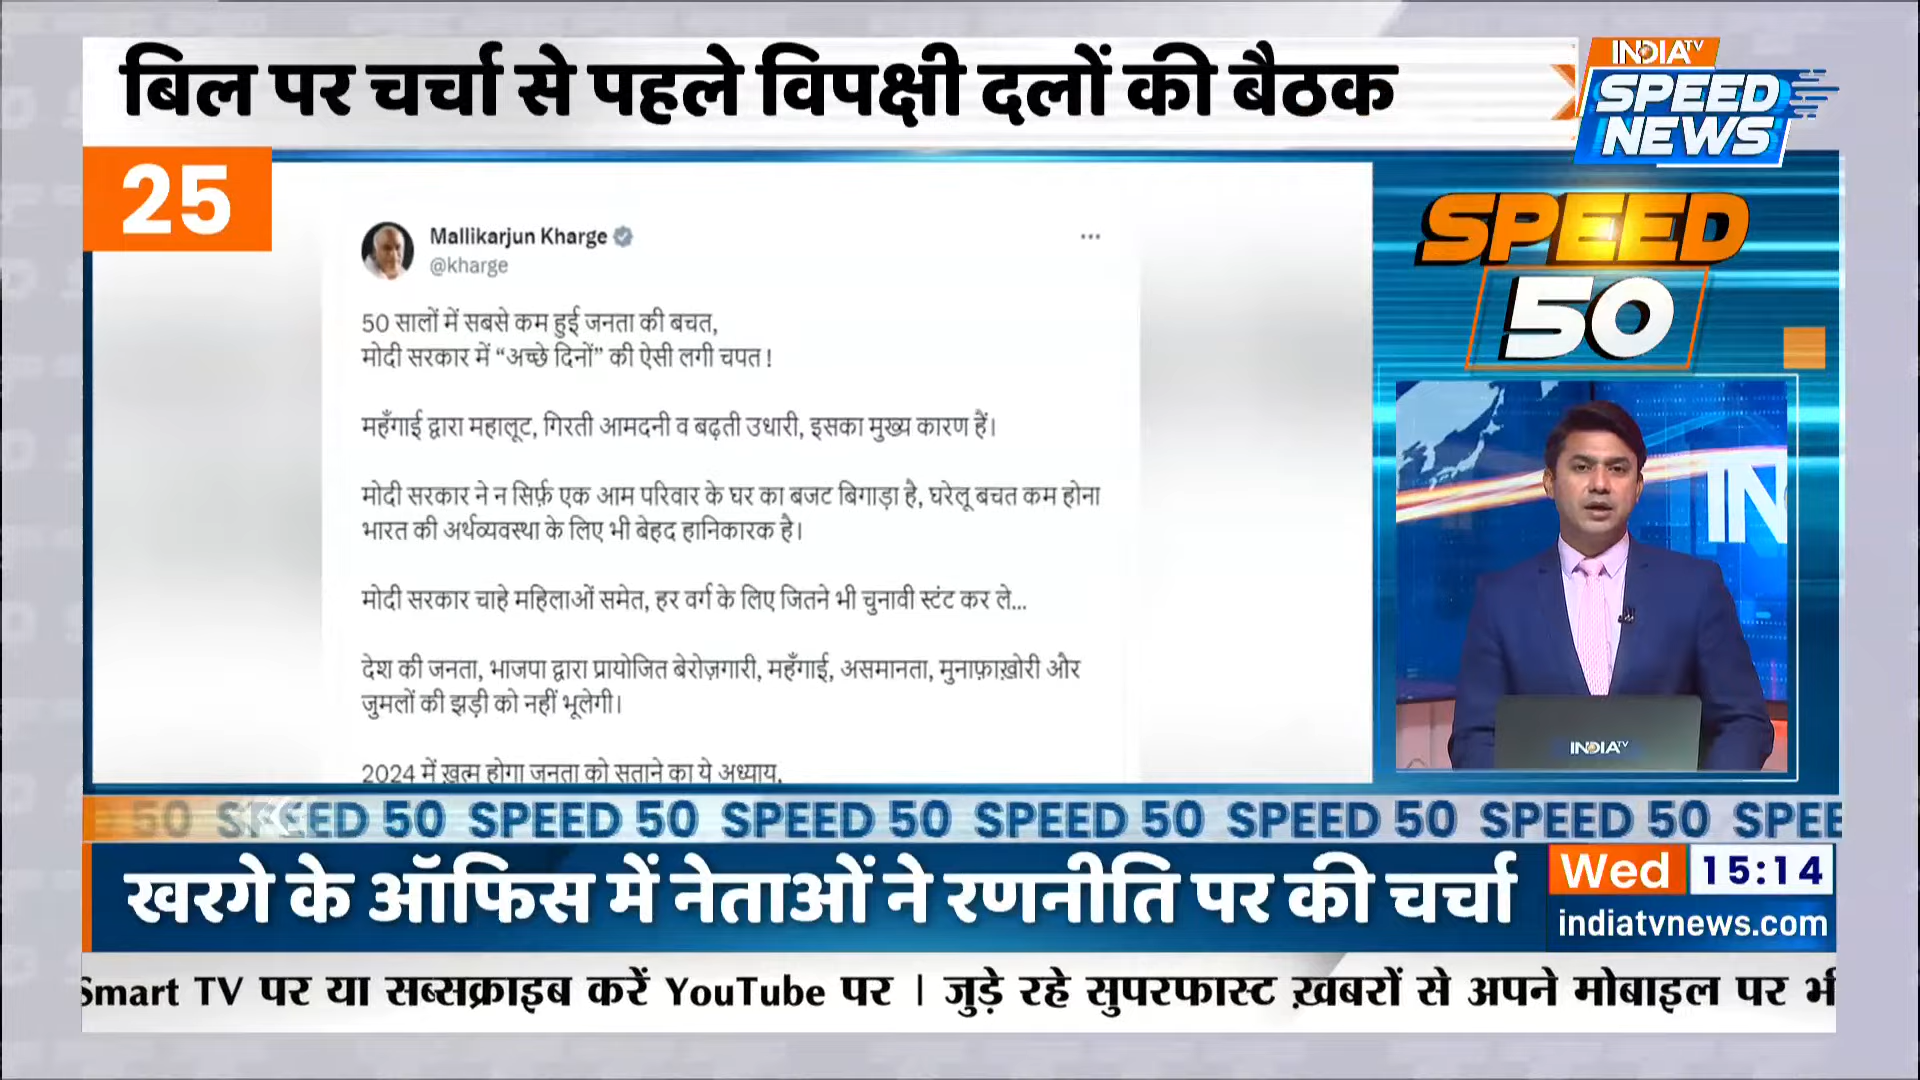 बिल पर चर्चा से पहले विपक्षी दलों की बैठक
INDIA TV
SPEED
NEWS
25
SPEED
50
Mallikarjun Kharge
@kharge
50 सालों में सबसे कम हुई जनता की बचत,
मोदी सरकार में “अच्छे दिनों” की ऐसी लगी चपत !
महँगाई द्वारा महालूट, गिरती आमदनी व बढ़ती उधारी, इसका मुख्य कारण हैं।
मोदी सरकार ने न सिर्फ़ एक आम परिवार के घर का बजट बिगाड़ा है, घरेलू बचत कम होना
भारत की अर्थव्यवस्था के लिए भी बेहद हानिकारक है।
मोदी सरकार चाहे महिलाओं समेत, हर वर्ग के लिए जितने भी चुनावी स्टंट कर ले...
देश की जनता, भाजपा द्वारा प्रायोजित बेरोज़गारी, महँगाई, असमानता, मुनाफ़ाख़ोरी और
जुमलों की झड़ी को नहीं भूलेगी।
2024 में ख़त्म होगा जनता को सताने का ये अध्याय,
IN
INDIA TV
50 SPEED 50 SPEED 50 SPEED 50 SPEED 50 SPEED 50 SPEED 50 SPEE
खरगे के ऑफिस में नेताओं ने रणनीति पर की चर्चा
Wed 15:14
indiatvnews.com
Smart TV पर या सब्सक्राइब करें YouTube पर | जुड़े रहे सुपरफास्ट ख़बरों से अपने मोबाइल पर भी